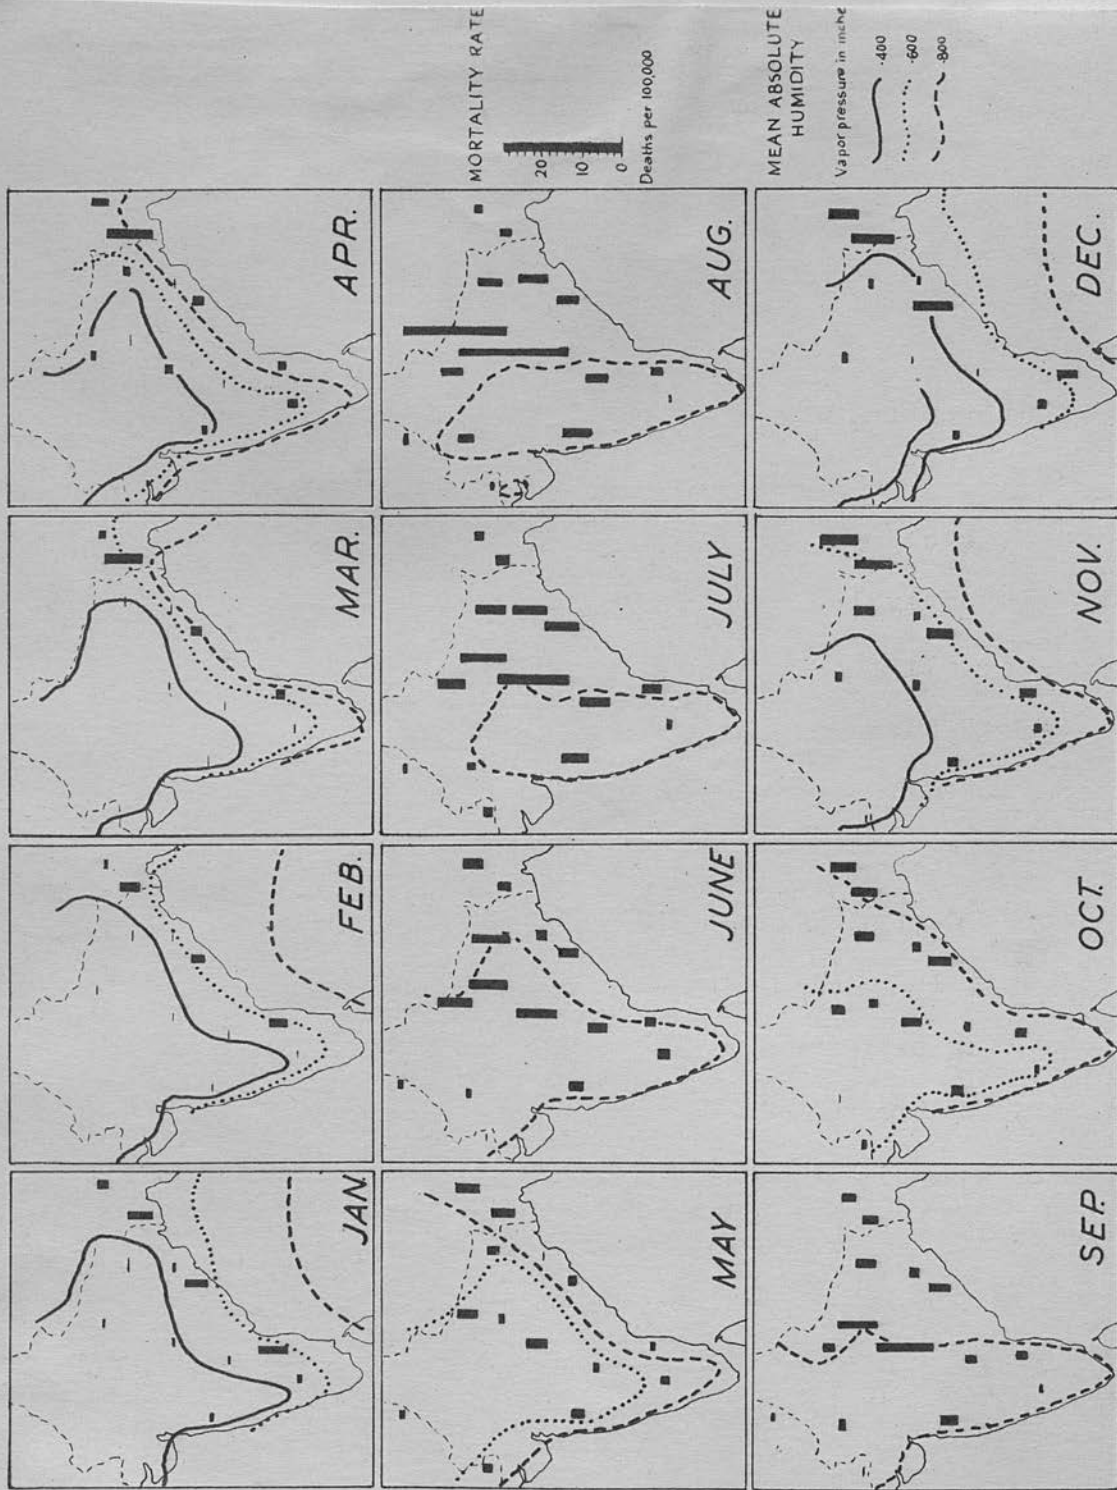 JAN.
FEB.
MAR.
APR.
MAY
JUNE
JULY
AUG.
SEP.
OCT.
NOV.
DEC.
MORTALITY RATE
20
10
0
Deaths per 100,000
MEAN ABSOLUTE
HUMIDITY
Vapor pressure in inche
.400
.600
.800